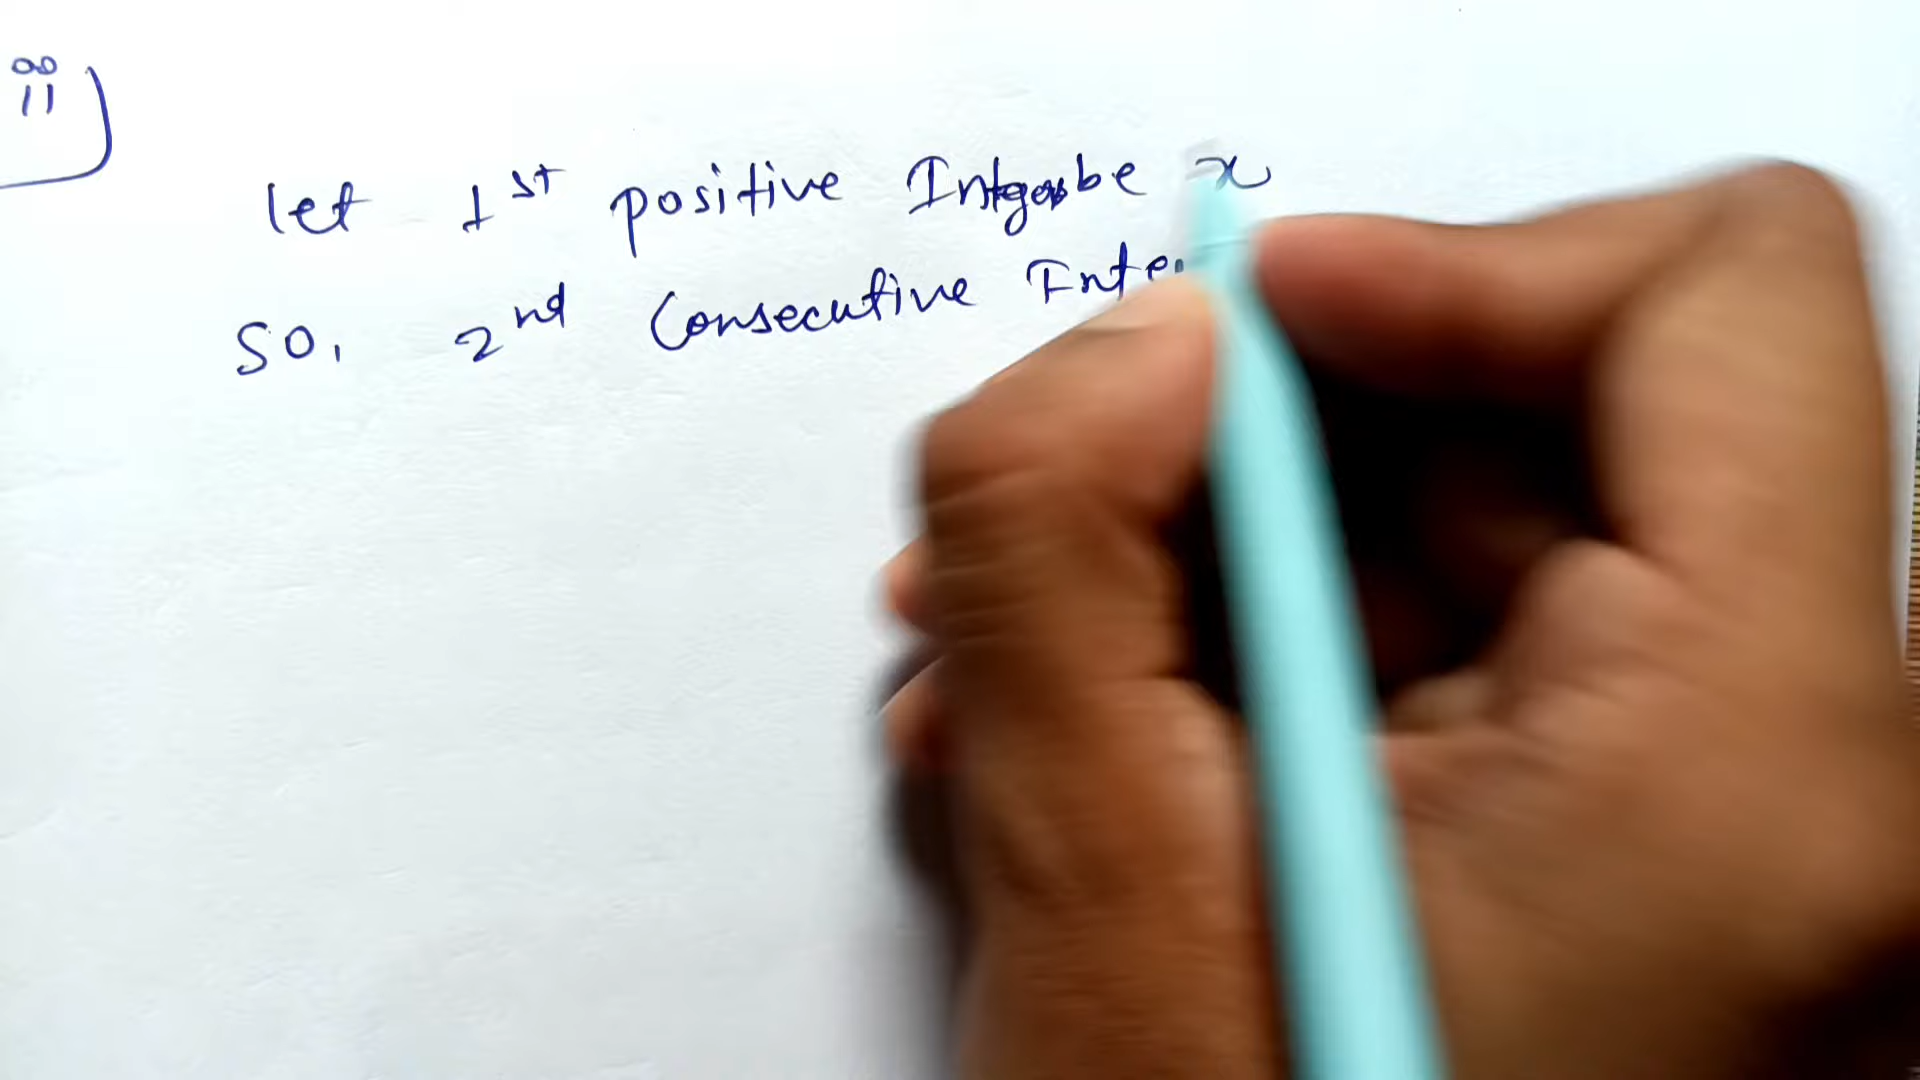 ii)
let 1st positive Integer be x
So, 2nd Consecutive Inte